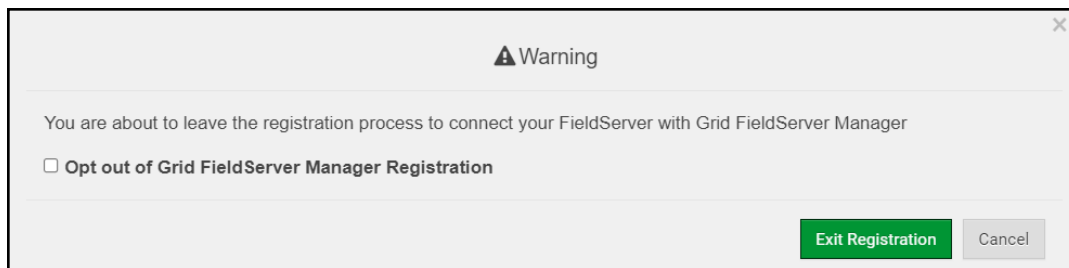 Warning
You are about to leave the registration process to connect your FieldServer with Grid FieldServer Manager
Opt out of Grid FieldServer Manager Registration
Exit Registration
Cancel